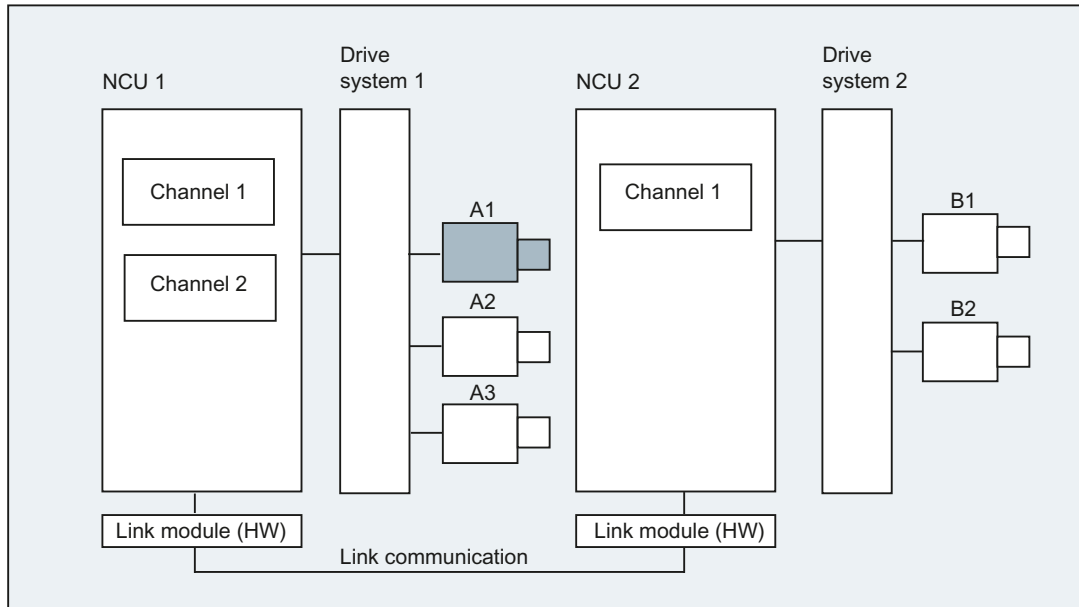 NCU 1
Drive
system 1
NCU 2
Drive
system 2
Channel 1
Channel 2
A1
A2
A3
Channel 1
B1
B2
Link module (HW)
Link module (HW)
Link communication